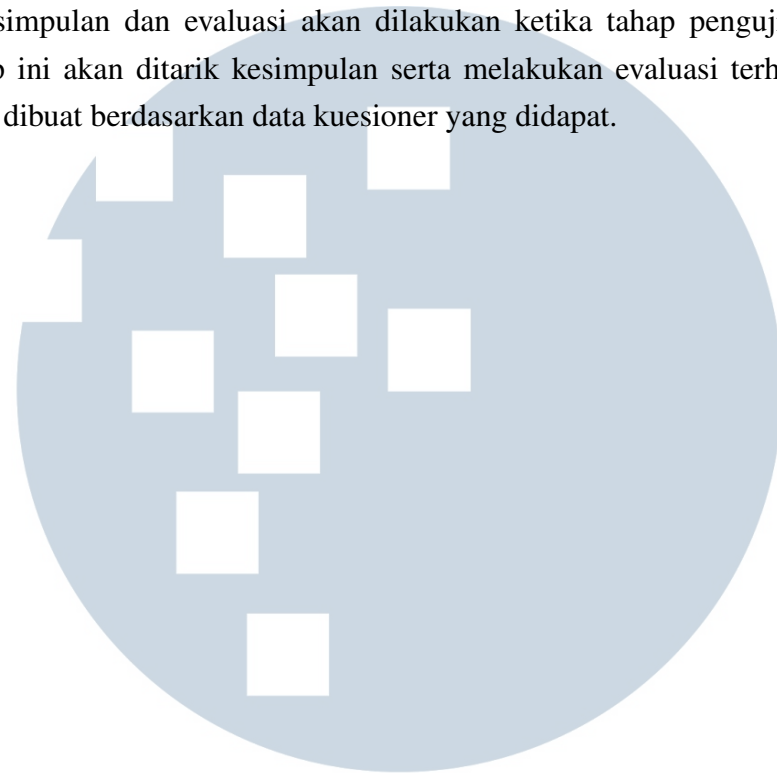 simpulan dan evaluasi akan dilakukan ketika tahap penguj
ini akan ditarik kesimpulan serta melakukan evaluasi terh
dibuat berdasarkan data kuesioner yang didapat.